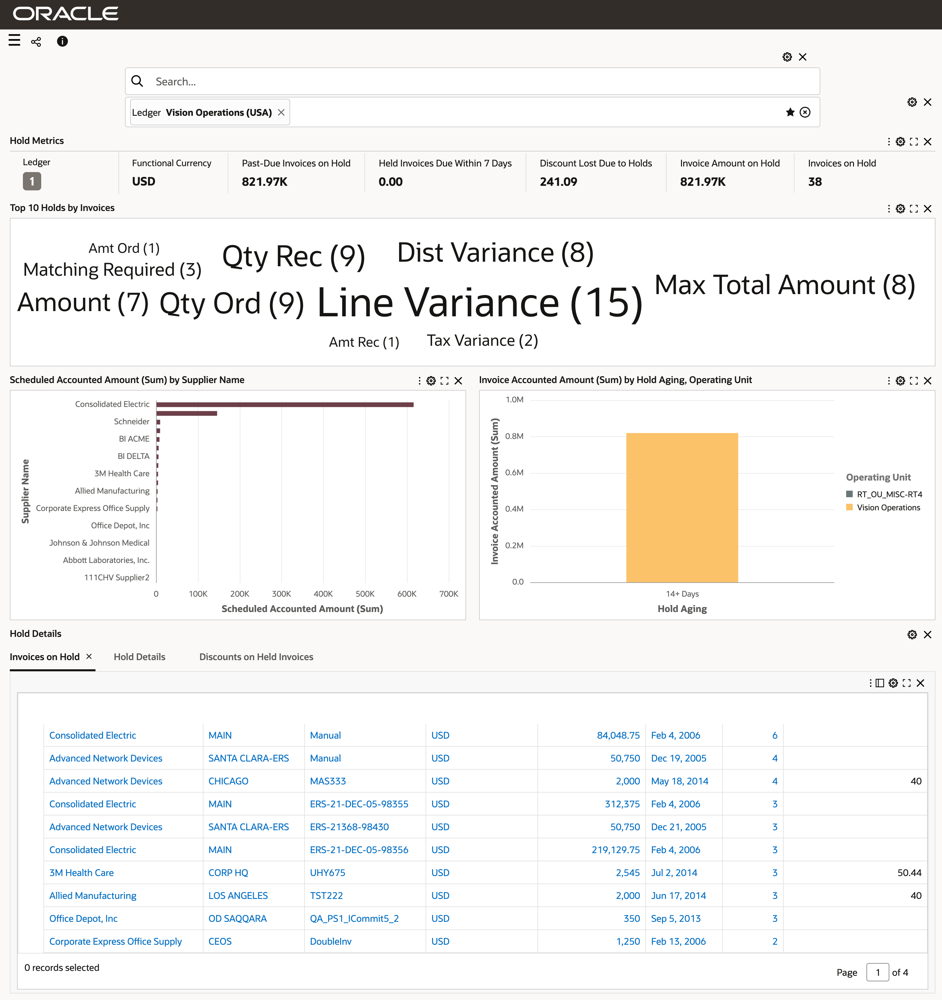 ORACLE
Search...
Ledger Vision Operations (USA)
Hold Metrics
Ledger
1
Functional Currency
USD
Past-Due Invoices on Hold
821.97K
Held Invoices Due Within 7 Days
0.00
Discount Lost Due to Holds
241.09
Invoice Amount on Hold
821.97K
Invoices on Hold
38
Top 10 Holds by Invoices
Amt Ord (1)
Matching Required (3)
Qty Rec (9)
Dist Variance (8)
Max Total Amount (8)
Amount (7)
Qty Ord (9)
Line Variance (15)
Amt Rec (1)
Tax Variance (2)
Scheduled Accounted Amount (Sum) by Supplier Name
Supplier Name
Consolidated Electric
Schneider
BI ACME
BI DELTA
3M Health Care
Allied Manufacturing
Corporate Express Office Supply
Office Depot, Inc
Johnson & Johnson Medical
Abbott Laboratories, Inc.
111CHV Supplier2
0 100K 200K 300K 400K 500K 600K 700K
Scheduled Accounted Amount (Sum)
Invoice Accounted Amount (Sum) by Hold Aging, Operating Unit
Invoice Accounted Amount (Sum)
1.0M
0.8M
0.6M
0.4M
0.2M
0.0
14+ Days
Hold Aging
Operating Unit
RT_OU_MISC-RT4
Vision Operations
Hold Details
Invoices on Hold Hold Details Discounts on Held Invoices
Consolidated Electric MAIN Manual USD 84,048.75 Feb 4, 2006 6
Advanced Network Devices SANTA CLARA-ERS Manual USD 50,750 Dec 19, 2005 4
Advanced Network Devices CHICAGO MAS333 USD 2,000 May 18, 2014 4 40
Consolidated Electric MAIN ERS-21-DEC-05-98355 USD 312,375 Feb 4, 2006 3
Advanced Network Devices SANTA CLARA-ERS ERS-21368-98430 USD 50,750 Dec 21, 2005 3
Consolidated Electric MAIN ERS-21-DEC-05-98356 USD 219,129.75 Feb 4, 2006 3
3M Health Care CORP HQ UHY675 USD 2,545 Jul 2, 2014 3 50.44
Allied Manufacturing LOS ANGELES TST222 USD 2,000 Jun 17, 2014 3 40
Office Depot, Inc OD SAQQARA QA_PS1_ICommit5_2 USD 350 Sep 5, 2013 3
Corporate Express Office Supply CEOS DoubleInv USD 1,250 Feb 13, 2006 2
0 records selected
Page 1 of 4